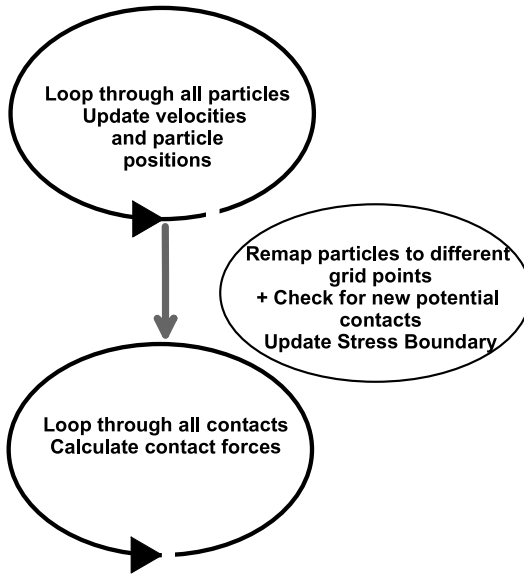 Loop through all particles
Update velocities
and particle
positions
Remap particles to different
grid points
+ Check for new potential
contacts
Update Stress Boundary
Loop through all contacts
Calculate contact forces